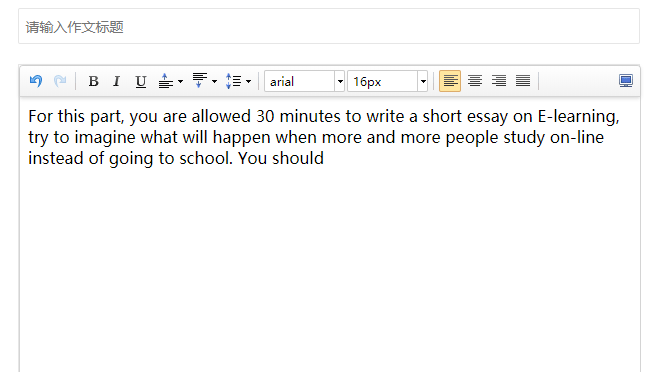 请输入作文标题
B I U arial 16px
For this part, you are allowed 30 minutes to write a short essay on E-learning,
try to imagine what will happen when more and more people study on-line
instead of going to school. You should